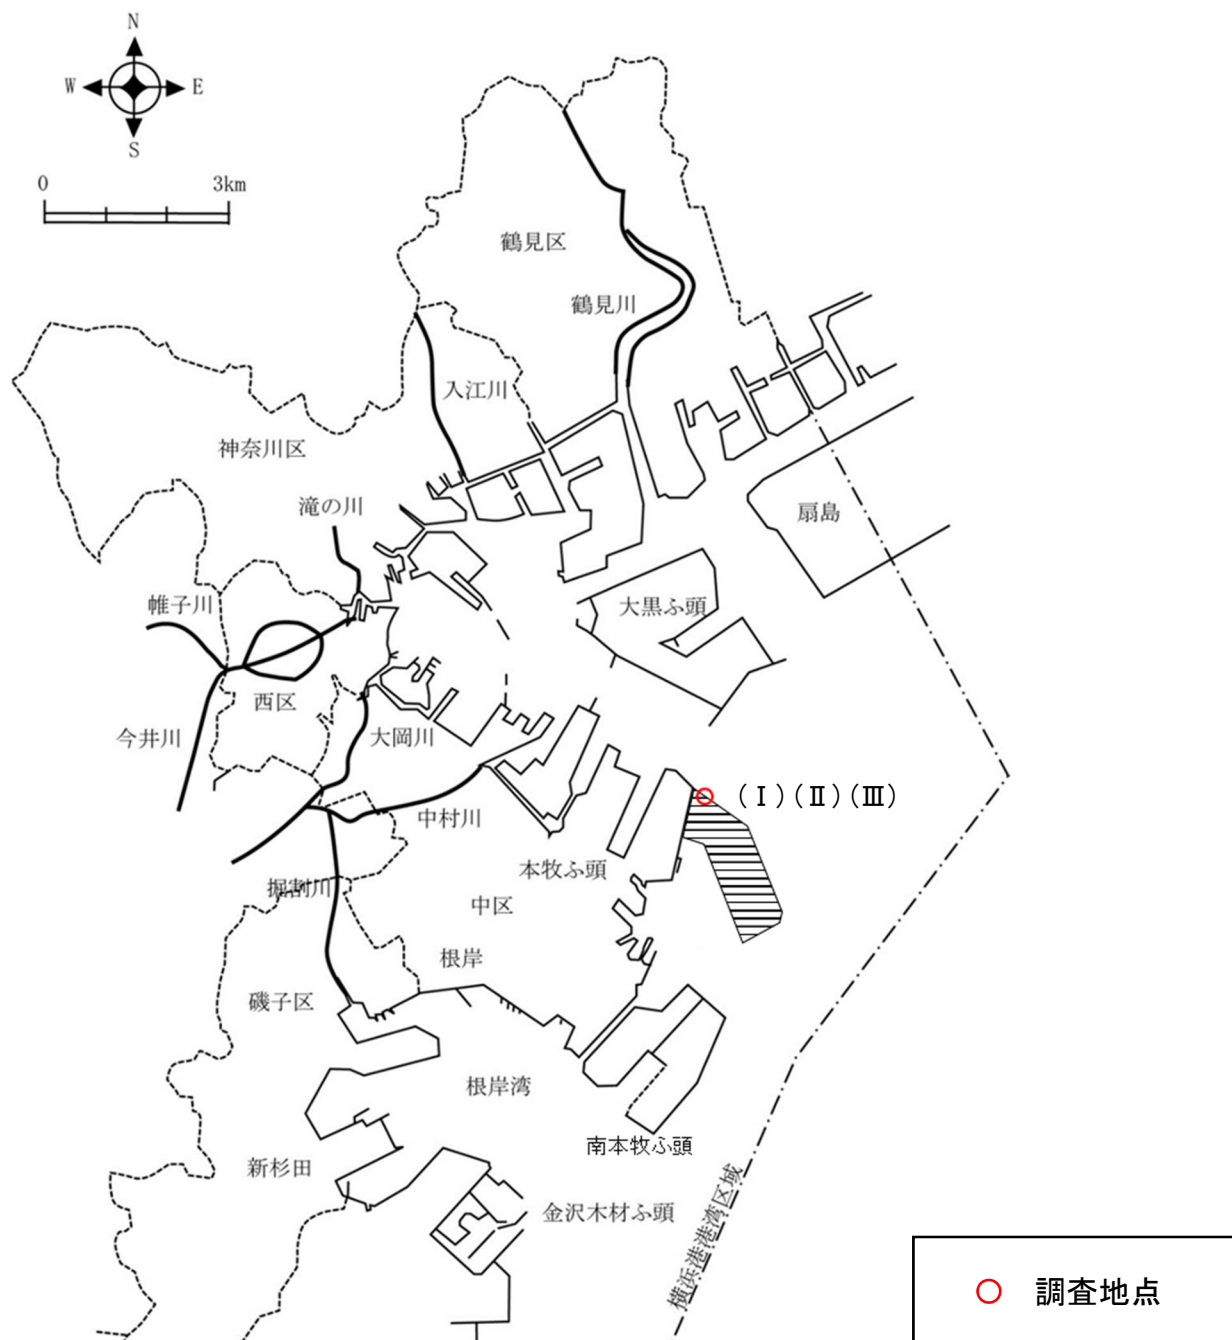 N
W E
S
0 3km
鶴見区
鶴見川
入江川
神奈川区
滝の川
扇島
帷子川
大黒ふ頭
西区
今井川
大岡川
(Ⅰ)(Ⅱ)(Ⅲ)
中村川
本牧ふ頭
掘割川
中区
根岸
磯子区
根岸湾
南本牧ふ頭
新杉田
金沢木材ふ頭
横浜港港湾区域
調査地点